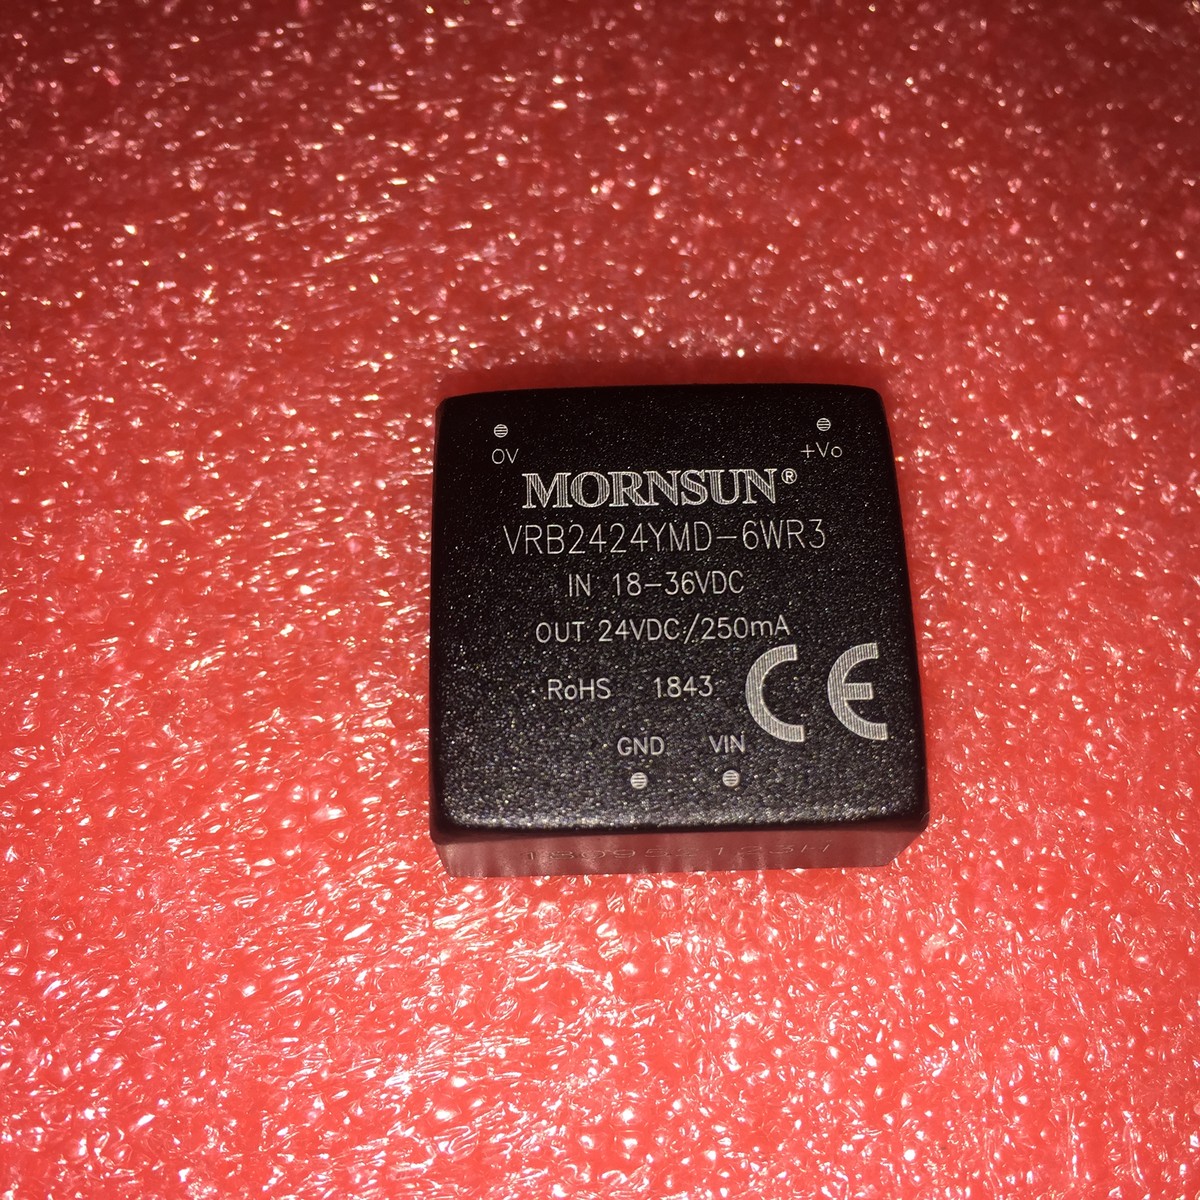 0V +Vo
MORNSUN®
VRB2424YMD-6WR3
IN 18-36VDC
OUT 24VDC/250mA
RoHS 1843 CE
GND VIN